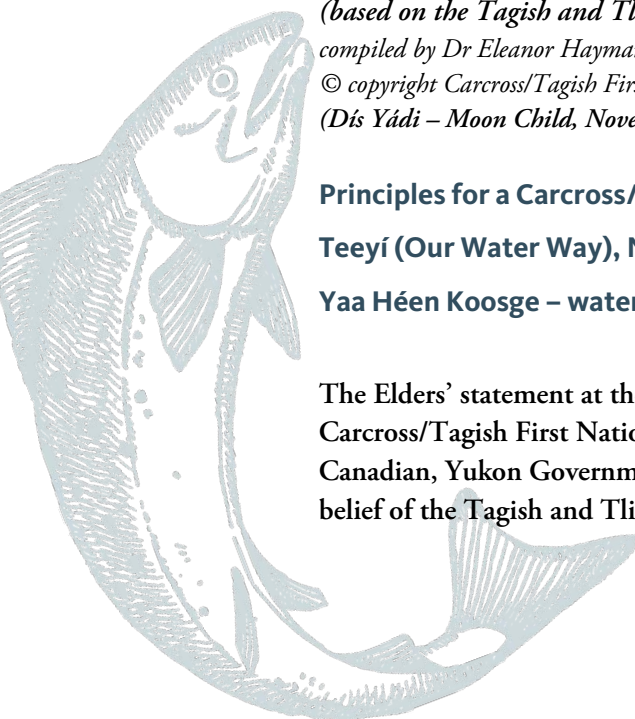 (based on the Tagish and Tl
compiled by Dr Eleanor Hayma
© copyright Carcross/Tagish Fir
(Dís Yádi – Moon Child, Nove
Principles for a Carcross/
Teeyí (Our Water Way), N
Yaa Héen Koosge – water
The Elders’ statement at th
Carcross/Tagish First Natio
Canadian, Yukon Governm
belief of the Tagish and Tli